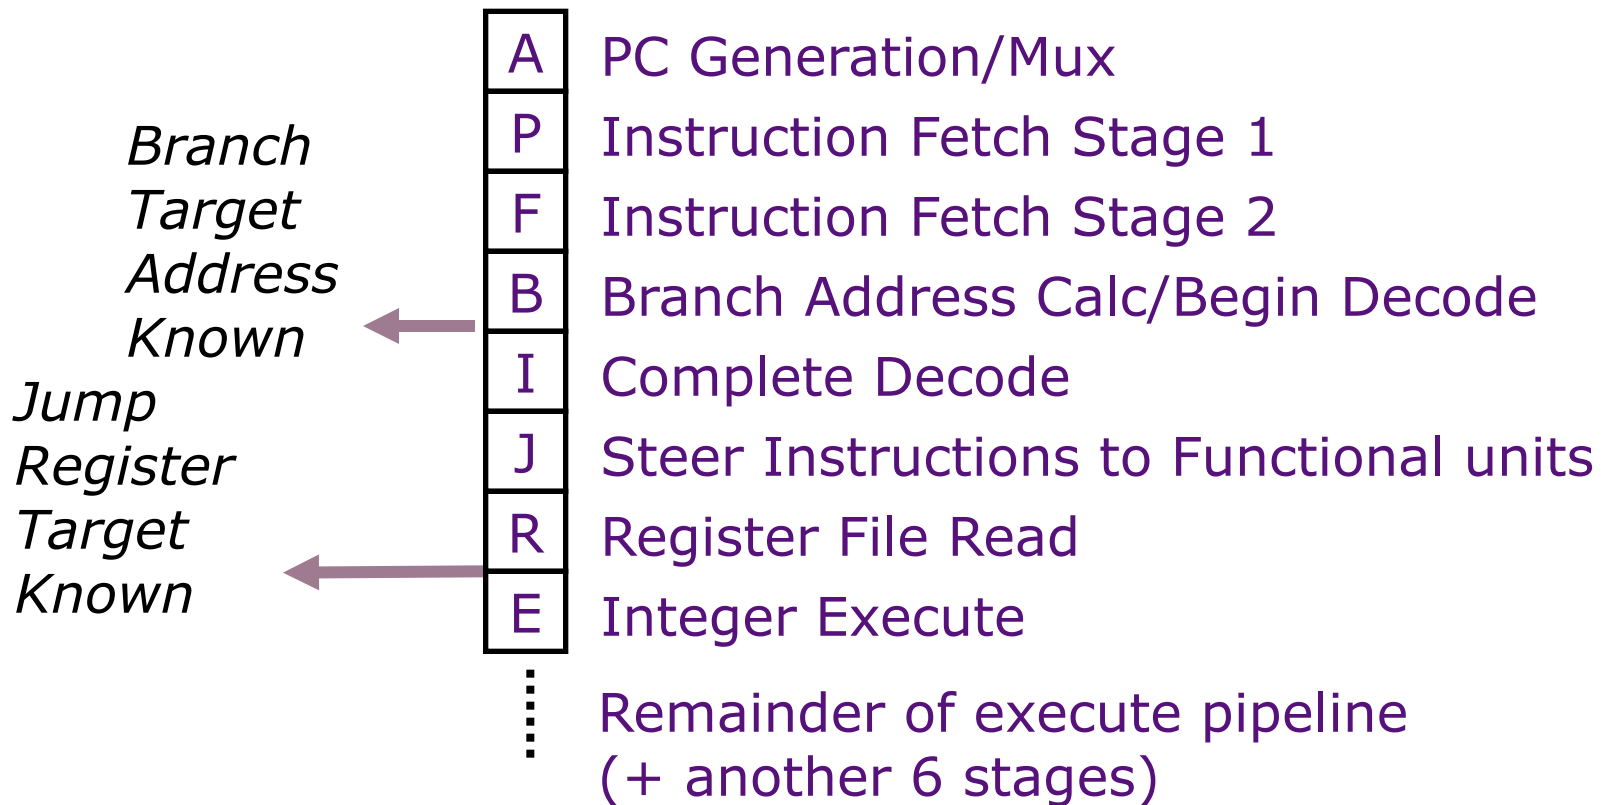 A PC Generation/Mux
P Instruction Fetch Stage 1
F Instruction Fetch Stage 2
B Branch Address Calc/Begin Decode
I Complete Decode
J Steer Instructions to Functional units
R Register File Read
E Integer Execute
Remainder of execute pipeline
(+ another 6 stages)
Branch
Target
Address
Known
Jump
Register
Target
Known